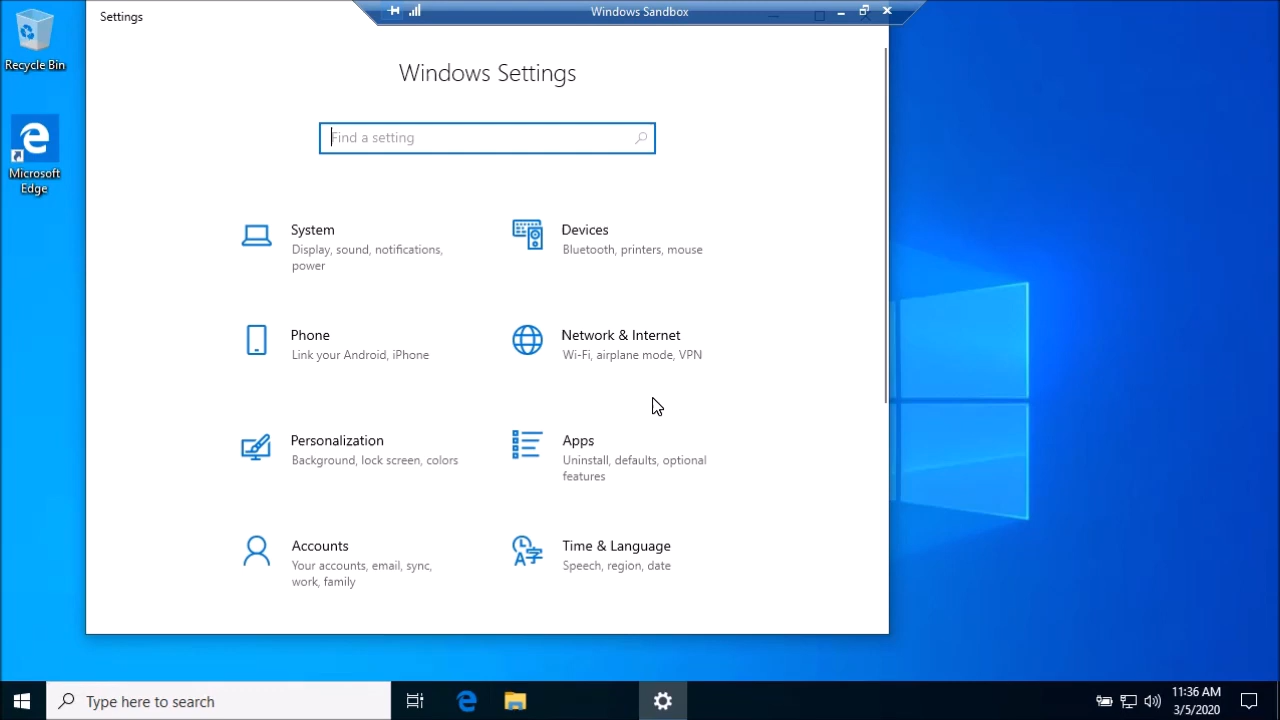 Settings
Windows Sandbox
Recycle Bin
Microsoft
Edge
Windows Settings
Find a setting
System
Display, sound, notifications,
power
Devices
Bluetooth, printers, mouse
Phone
Link your Android, iPhone
Network & Internet
Wi-Fi, airplane mode, VPN
Personalization
Background, lock screen, colors
Apps
Uninstall, defaults, optional
features
Accounts
Your accounts, email, sync,
work, family
Time & Language
Speech, region, date
Type here to search
11:36 AM
3/5/2020